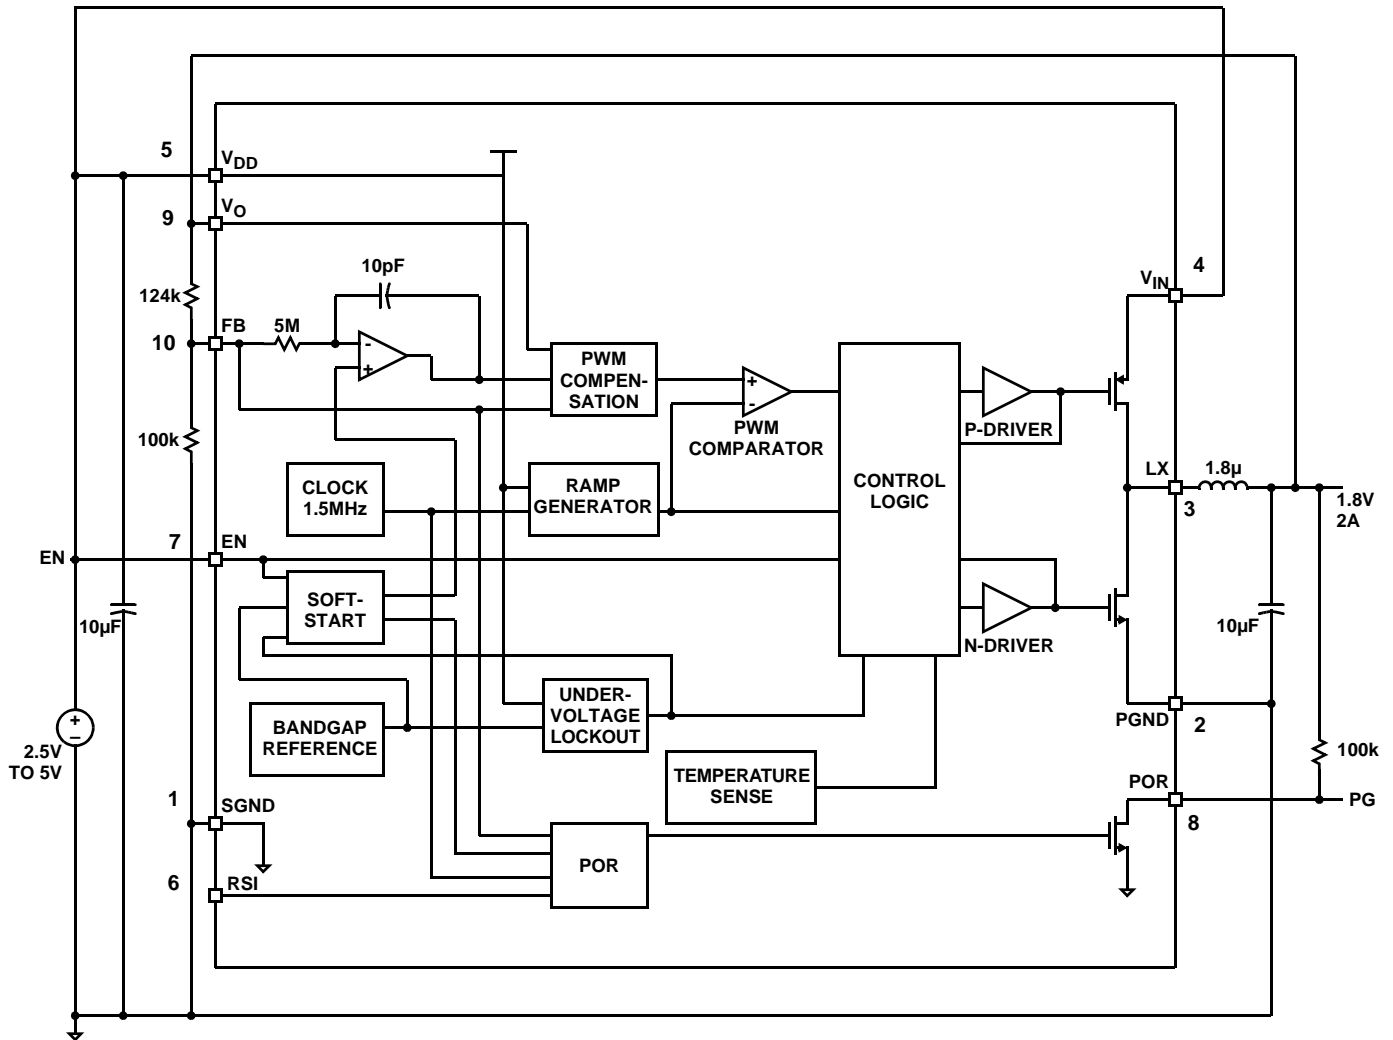 5
V_DD
9
V_O
4
V_IN
10pF
124k
10
FB
5M
-
+
PWM
COMPEN-
SATION
+
-
PWM
COMPARATOR
P-DRIVER
100k
CLOCK
1.5MHz
RAMP
GENERATOR
CONTROL
LOGIC
LX
1.8µ
3
1.8V
2A
EN
7
EN
SOFT-
START
10µF
N-DRIVER
10µF
UNDER-
VOLTAGE
LOCKOUT
BANDGAP
REFERENCE
PGND
2
+
–
2.5V
TO 5V
TEMPERATURE
SENSE
100k
POR
PG
8
1
SGND
POR
6
RSI